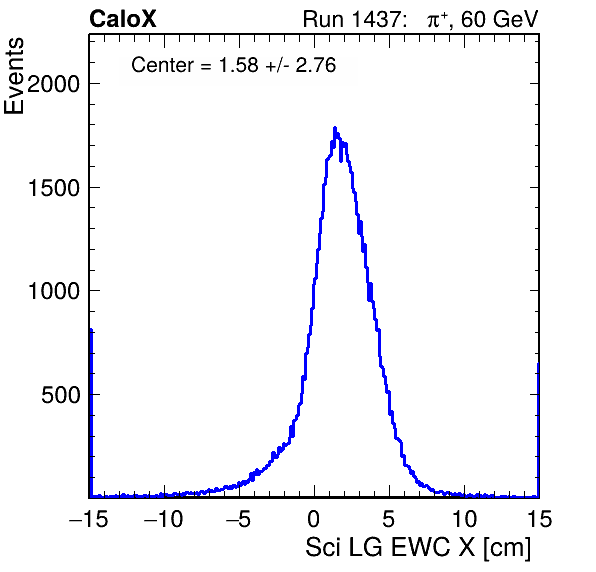 CaloX Run 1437: π⁺, 60 GeV
Center = 1.58 +/- 2.76
Events
2000
1500
1000
500
−15 −10 −5 0 5 10 15
Sci LG EWC X [cm]